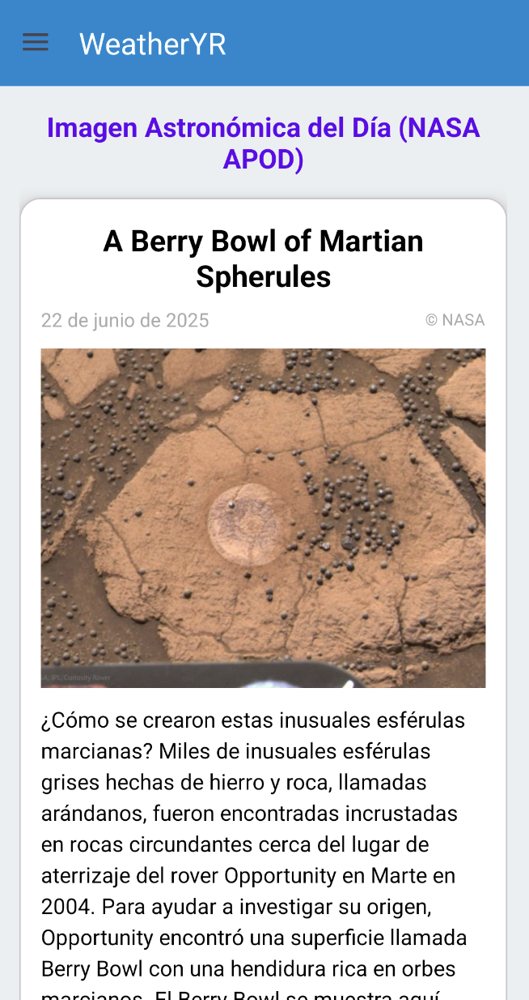 WeatherYR
Imagen Astronómica del Día (NASA
APOD)
A Berry Bowl of Martian
Spherules
22 de junio de 2025
© NASA
A, JPL, Curiosity Rover
¿Cómo se crearon estas inusuales esférulas
marcianas? Miles de inusuales esférulas
grises hechas de hierro y roca, llamadas
arándanos, fueron encontradas incrustadas
en rocas circundantes cerca del lugar de
aterrizaje del rover Opportunity en Marte en
2004. Para ayudar a investigar su origen,
Opportunity encontró una superficie llamada
Berry Bowl con una hendidura rica en orbes
marcianos. El Berry Bowl se muestra aquí,